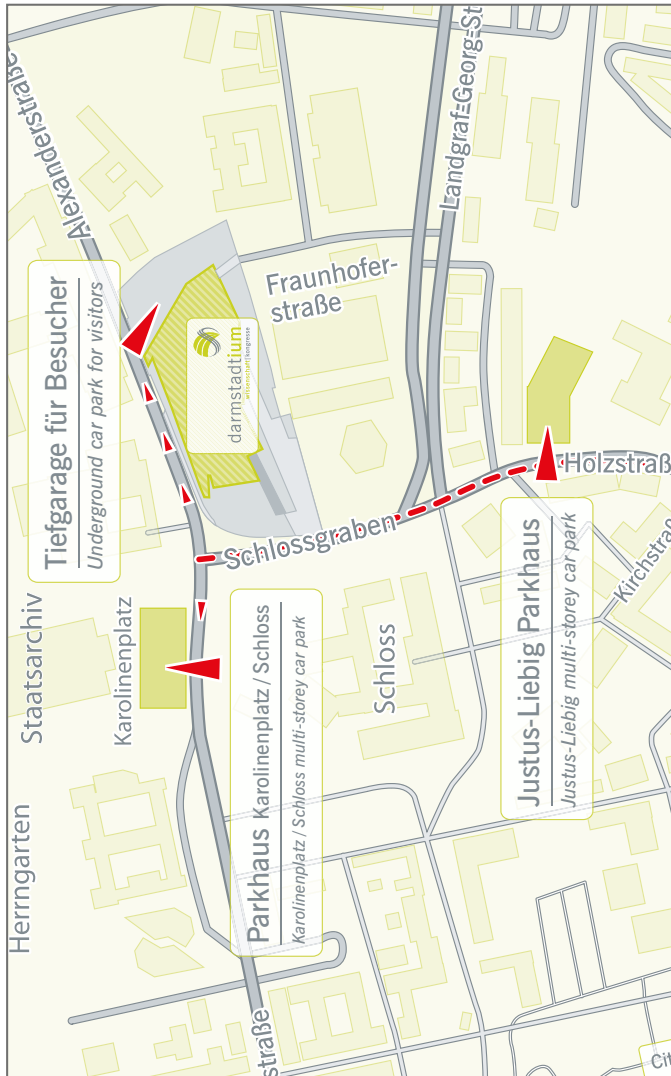 Herrngarten
Staatsarchiv
Karolinenplatz
Tiefgarage für Besucher
Underground car park for visitors
Alexanderstraße
darmstadtium
wissenschaft | kongresse
Fraunhofer-
straße
Landgraf-Georg-St
Schlossgraben
Parkhaus Karolinenplatz / Schloss
Karolinenplatz / Schloss multi-storey car park
straße
Schloss
Justus-Liebig Parkhaus
Justus-Liebig multi-storey car park
Holzstraß
Kirchstraß
Cit